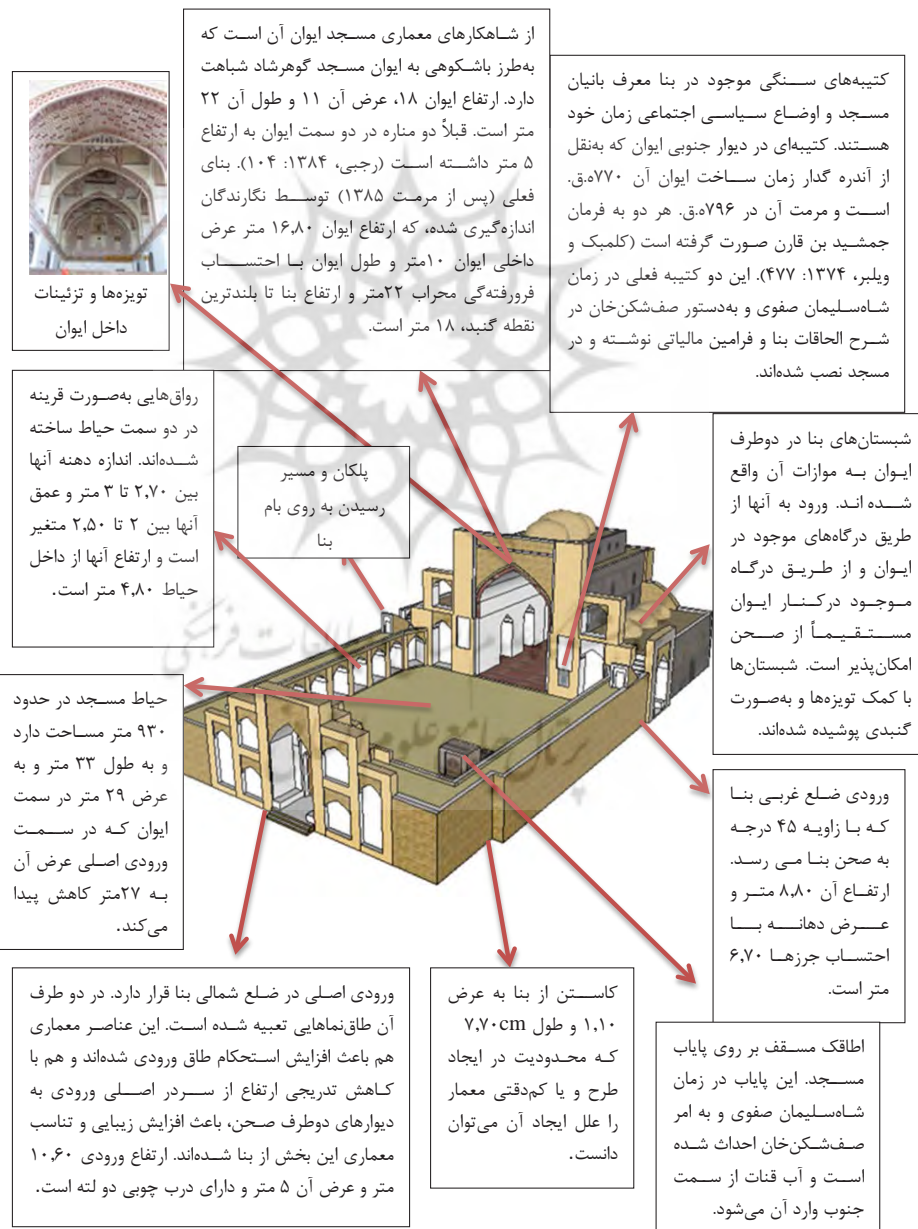 کتیبه‌های سنگی موجود در بنا معرف بانیان
مسجد و اوضاع سیاسی اجتماعی زمان خود
هستند. کتیبه‌ای در دیوار جنوبی ایوان که به‌نقل
از آندره گدار زمان ساخت ایوان آن ۷۷۰ه.ق.
است و مرمت آن در ۷۹۶ه.ق. هر دو به فرمان
جمشید بن قارن صورت گرفته است (کلمبک و
ویلبر، ۱۳۷۴: ۴۷۷). این دو کتیبه فعلی در زمان
شاه‌سلیمان صفوی و به‌دستور صف‌شکن‌خان در
شرح الحاقات بنا و فرامین مالیاتی نوشته و در
مسجد نصب شده‌اند.
از شاهکارهای معماری مسجد ایوان آن است که
به‌طرز باشکوهی به ایوان مسجد گوهرشاد شباهت
دارد. ارتفاع ایوان ۱۸، عرض آن ۱۱ و طول آن ۲۲
متر است. قبلاً دو مناره در دو سمت ایوان به ارتفاع
۵ متر داشته است (رجبی، ۱۳۸۴: ۱۰۴). بنای
فعلی (پس از مرمت ۱۳۸۵) توسط نگارندگان
اندازه‌گیری شده، که ارتفاع ایوان ۱۶,۸۰ متر عرض
داخلی ایوان ۱۰متر و طول ایوان با احتساب
فرورفته‌گی محراب ۲۲متر و ارتفاع بنا تا بلندترین
نقطه گنبد، ۱۸ متر است.
تویزه‌ها و تزئینات
داخل ایوان
رواق‌هایی به‌صورت قرینه
در دو سمت حیاط ساخته
شده‌اند. اندازه دهنه آنها
بین ۲,۷۰ تا ۳ متر و عمق
آنها بین ۲ تا ۲,۵۰ متغیر
است و ارتفاع آنها از داخل
حیاط ۴,۸۰ متر است.
پلکان و مسیر
رسیدن به روی بام
بنا
شبستان‌های بنا در دوطرف
ایوان به موازات آن واقع
شده اند. ورود به آنها از
طریق درگاه‌های موجود در
ایوان و از طریق درگاه
موجود درکنار ایوان
مستقیماً از صحن
امکان‌پذیر است. شبستان‌ها
با کمک تویزه‌ها و به‌صورت
گنبدی پوشیده شده‌اند.
حیاط مسجد در حدود
۹۳۰ متر مساحت دارد
و به طول ۳۳ متر و به
عرض ۲۹ متر در سمت
ایوان که در سمت
ورودی اصلی عرض آن
به ۲۷متر کاهش پیدا
می‌کند.
ورودی ضلع غربی بنا
که با زاویه ۴۵ درجه
به صحن بنا می رسد.
ارتفاع آن ۸,۸۰ متر و
عرض دهانه با
احتساب جرزها ۶,۷۰
متر است.
ورودی اصلی در ضلع شمالی بنا قرار دارد. در دو طرف
آن طاق‌نماهایی تعبیه شده است. این عناصر معماری
هم باعث افزایش استحکام طاق ورودی شده‌اند و هم با
کاهش تدریجی ارتفاع از سردر اصلی ورودی به
دیوارهای دوطرف صحن، باعث افزایش زیبایی و تناسب
معماری این بخش از بنا شده‌اند. ارتفاع ورودی ۱۰,۶۰
متر و عرض آن ۵ متر و دارای درب چوبی دو لته است.
کاستن از بنا به عرض
۱,۱۰ و طول ۷,۷۰cm
که محدودیت در ایجاد
طرح و یا کم‌دقتی معمار
را علل ایجاد آن می‌توان
دانست.
اطاقک مسقف بر روی پایاب
مسجد. این پایاب در زمان
شاه‌سلیمان صفوی و به امر
صف‌شکن‌خان احداث شده
است و آب قنات از سمت
جنوب وارد آن می‌شود.